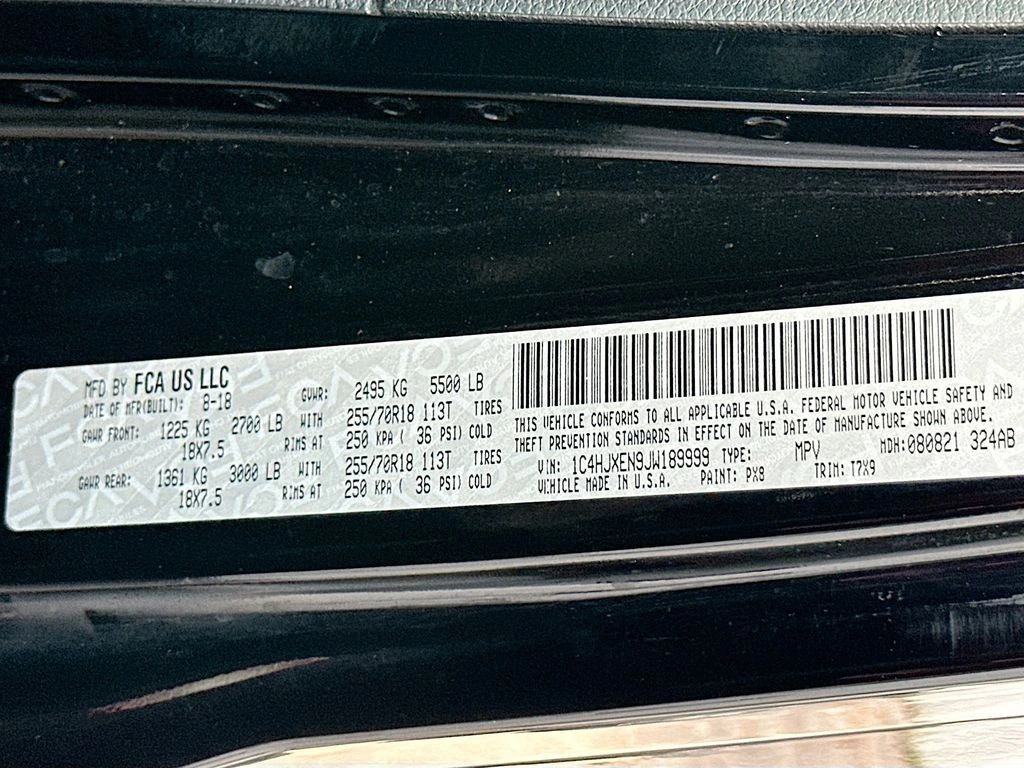 MFD BY FCA US LLC
DATE OF MFR(BUILT): 8-18 GVWR: 2495 KG 5500 LB
GAWR FRONT: 1225 KG 2700 LB WITH 255/70R18 113T TIRES
18X7.5 RIMS AT 250 KPA ( 36 PSI) COLD
GAWR REAR: 1361 KG 3000 LB WITH 255/70R18 113T TIRES
18X7.5 RIMS AT 250 KPA ( 36 PSI) COLD
THIS VEHICLE CONFORMS TO ALL APPLICABLE U.S.A. FEDERAL MOTOR VEHICLE SAFETY AND
THEFT PREVENTION STANDARDS IN EFFECT ON THE DATE OF MANUFACTURE SHOWN ABOVE.
VIN: 1C4HJXEN9JW189999 TYPE: MPV MDH:080821 324AB
VEHICLE MADE IN U.S.A. PAINT: PX8 TRIM: T7X9